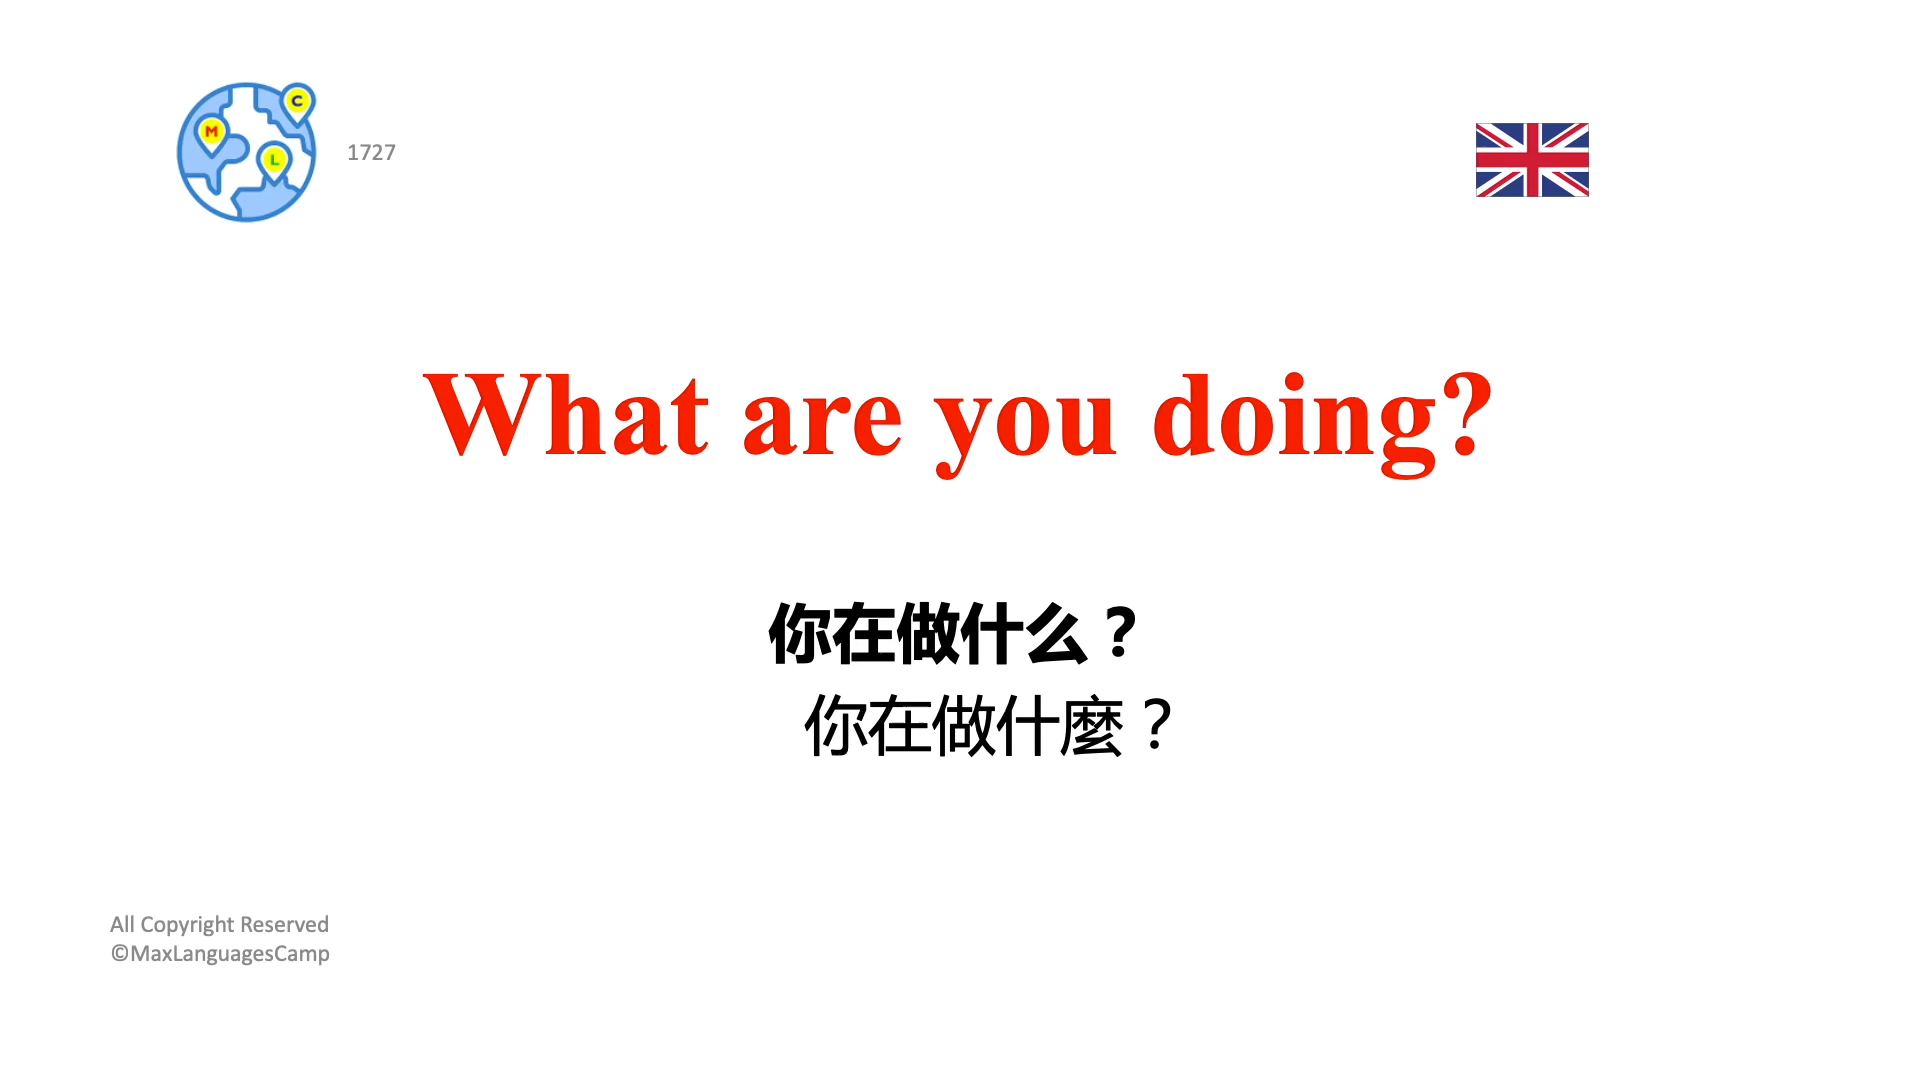 C
M
L
1727
What are you doing?
你在做什么？
你在做什麼？
All Copyright Reserved
©MaxLanguagesCamp